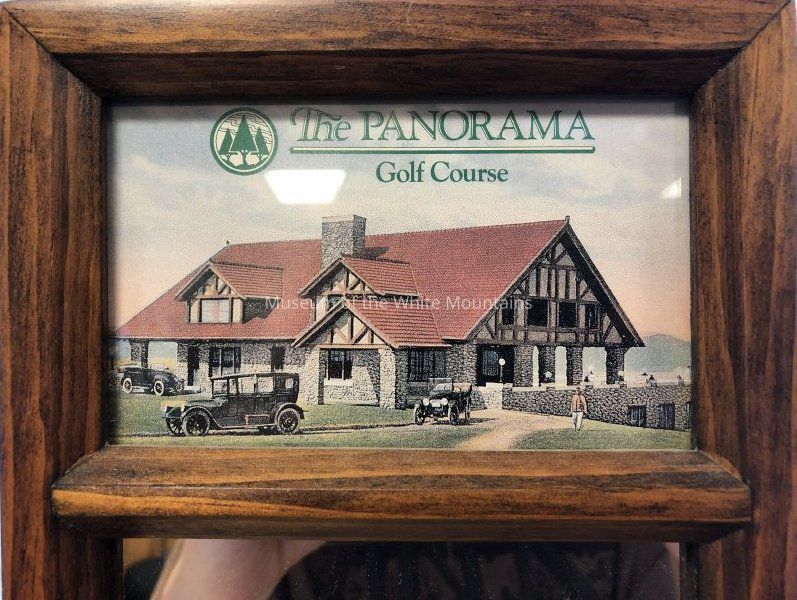 The PANORAMA
Golf Course
Museum of the White Mountains